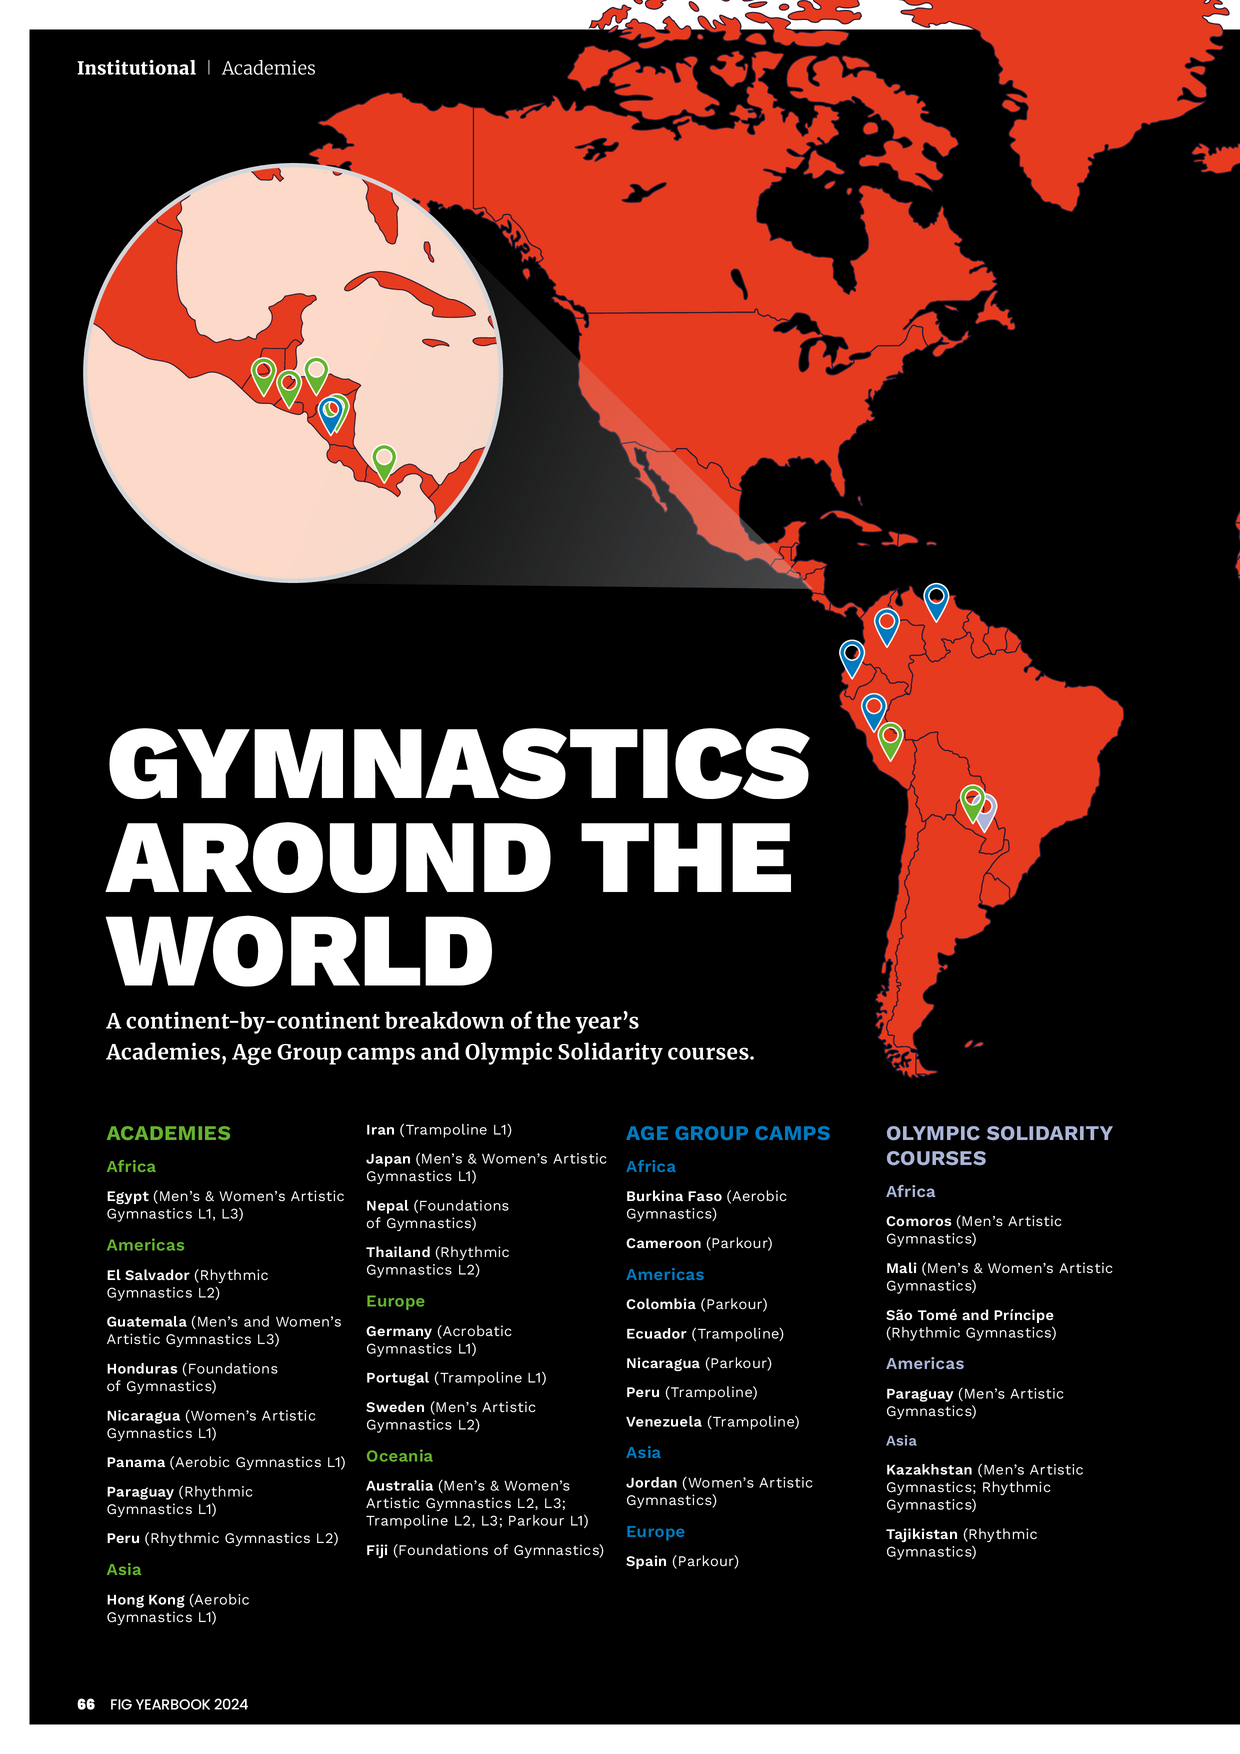 Institutional | Academies
GYMNASTICS
AROUND THE
WORLD
A continent-by-continent breakdown of the year’s
Academies, Age Group camps and Olympic Solidarity courses.
ACADEMIES
Africa
Egypt (Men’s & Women’s Artistic
Gymnastics L1, L3)
Americas
El Salvador (Rhythmic
Gymnastics L2)
Guatemala (Men’s and Women’s
Artistic Gymnastics L3)
Honduras (Foundations
of Gymnastics)
Nicaragua (Women’s Artistic
Gymnastics L1)
Panama (Aerobic Gymnastics L1)
Paraguay (Rhythmic
Gymnastics L1)
Peru (Rhythmic Gymnastics L2)
Asia
Hong Kong (Aerobic
Gymnastics L1)
Iran (Trampoline L1)
Japan (Men’s & Women’s Artistic
Gymnastics L1)
Nepal (Foundations
of Gymnastics)
Thailand (Rhythmic
Gymnastics L2)
Europe
Germany (Acrobatic
Gymnastics L1)
Portugal (Trampoline L1)
Sweden (Men’s Artistic
Gymnastics L2)
Oceania
Australia (Men’s & Women’s
Artistic Gymnastics L2, L3;
Trampoline L2, L3; Parkour L1)
Fiji (Foundations of Gymnastics)
AGE GROUP CAMPS
Africa
Burkina Faso (Aerobic
Gymnastics)
Cameroon (Parkour)
Americas
Colombia (Parkour)
Ecuador (Trampoline)
Nicaragua (Parkour)
Peru (Trampoline)
Venezuela (Trampoline)
Asia
Jordan (Women’s Artistic
Gymnastics)
Europe
Spain (Parkour)
OLYMPIC SOLIDARITY
COURSES
Africa
Comoros (Men’s Artistic
Gymnastics)
Mali (Men’s & Women’s Artistic
Gymnastics)
São Tomé and Príncipe
(Rhythmic Gymnastics)
Americas
Paraguay (Men’s Artistic
Gymnastics)
Asia
Kazakhstan (Men’s Artistic
Gymnastics; Rhythmic
Gymnastics)
Tajikistan (Rhythmic
Gymnastics)
66 FIG YEARBOOK 2024